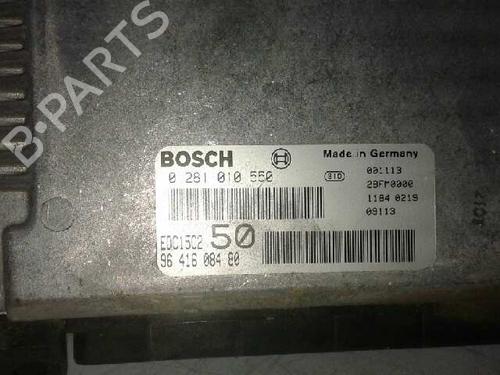 B-PARTS
BOSCH
Made in Germany
0 281 010 550
001113
28FM0000
1184 0219
09113
EDC15C2 50
96 416 084 80